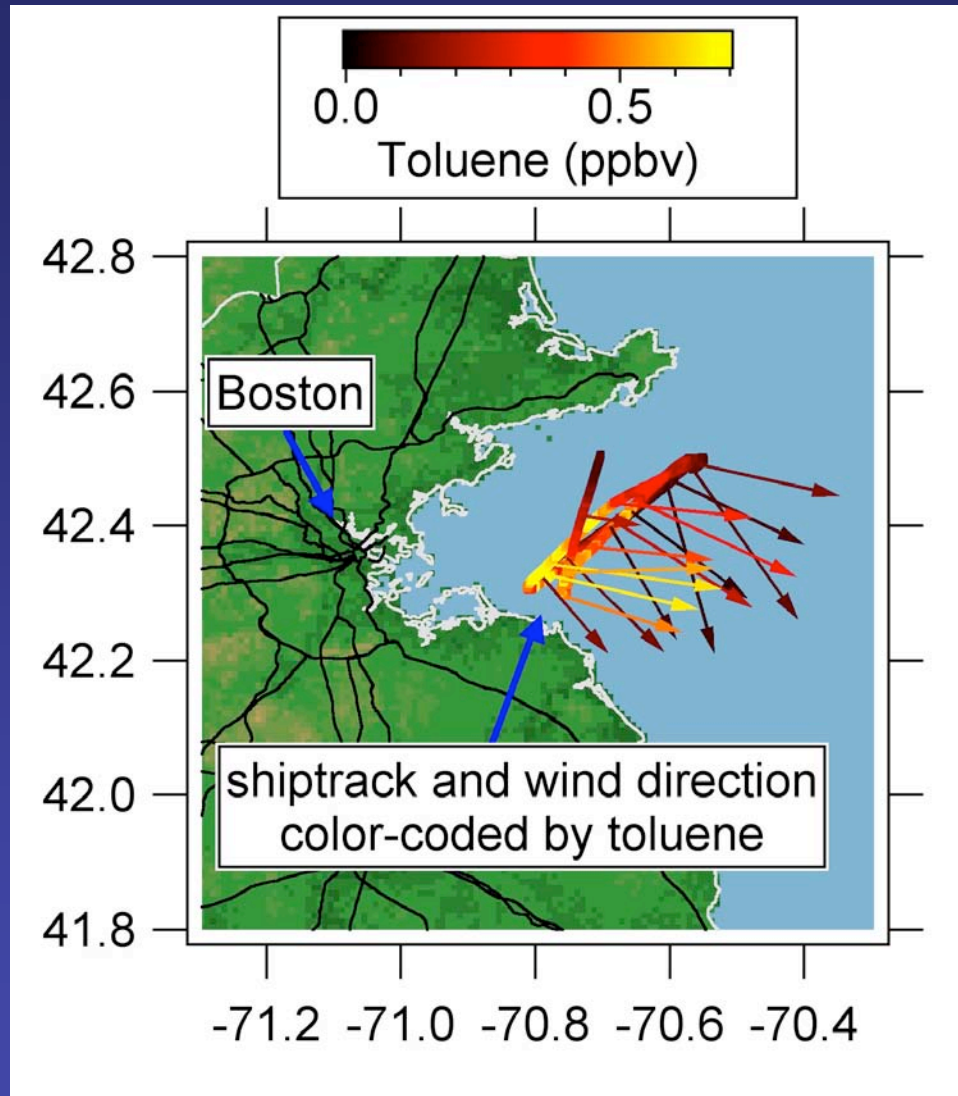 0.0 0.5
Toluene (ppbv)
42.8
42.6
Boston
42.4
42.2
shiptrack and wind direction
color-coded by toluene
42.0
41.8
-71.2 -71.0 -70.8 -70.6 -70.4